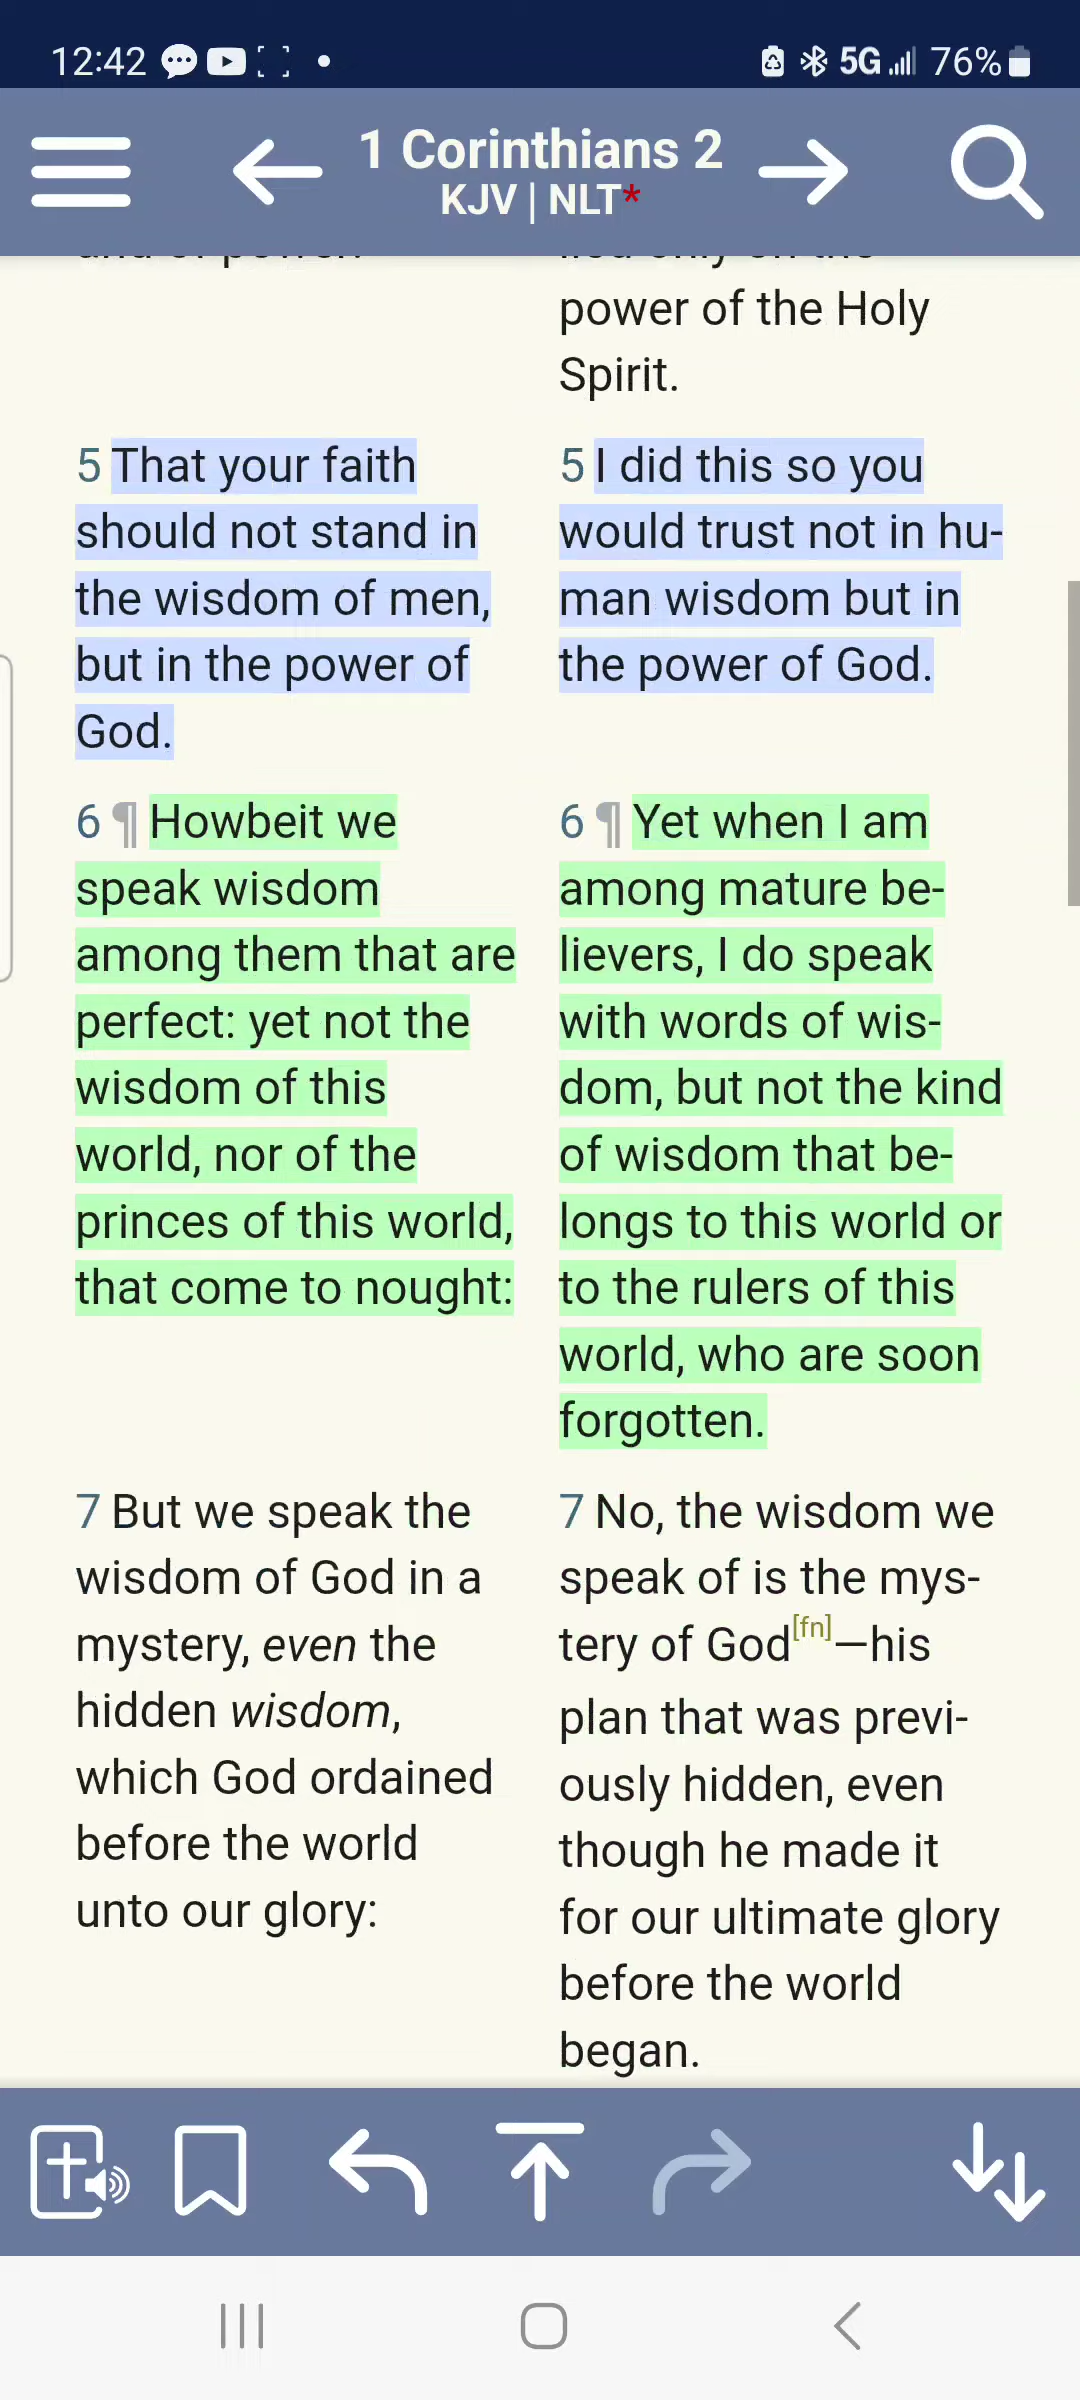 12:42
5G 76%
1 Corinthians 2
KJV | NLT*
and of power:
lied only on the
power of the Holy
Spirit.
5 That your faith
should not stand in
the wisdom of men,
but in the power of
God.
5 I did this so you
would trust not in hu-
man wisdom but in
the power of God.
6 ¶ Howbeit we
speak wisdom
among them that are
perfect: yet not the
wisdom of this
world, nor of the
princes of this world,
that come to nought:
6 ¶ Yet when I am
among mature be-
lievers, I do speak
with words of wis-
dom, but not the kind
of wisdom that be-
longs to this world or
to the rulers of this
world, who are soon
forgotten.
7 But we speak the
wisdom of God in a
mystery, even the
hidden wisdom,
which God ordained
before the world
unto our glory:
7 No, the wisdom we
speak of is the mys-
tery of God[fn]—his
plan that was previ-
ously hidden, even
though he made it
for our ultimate glory
before the world
began.